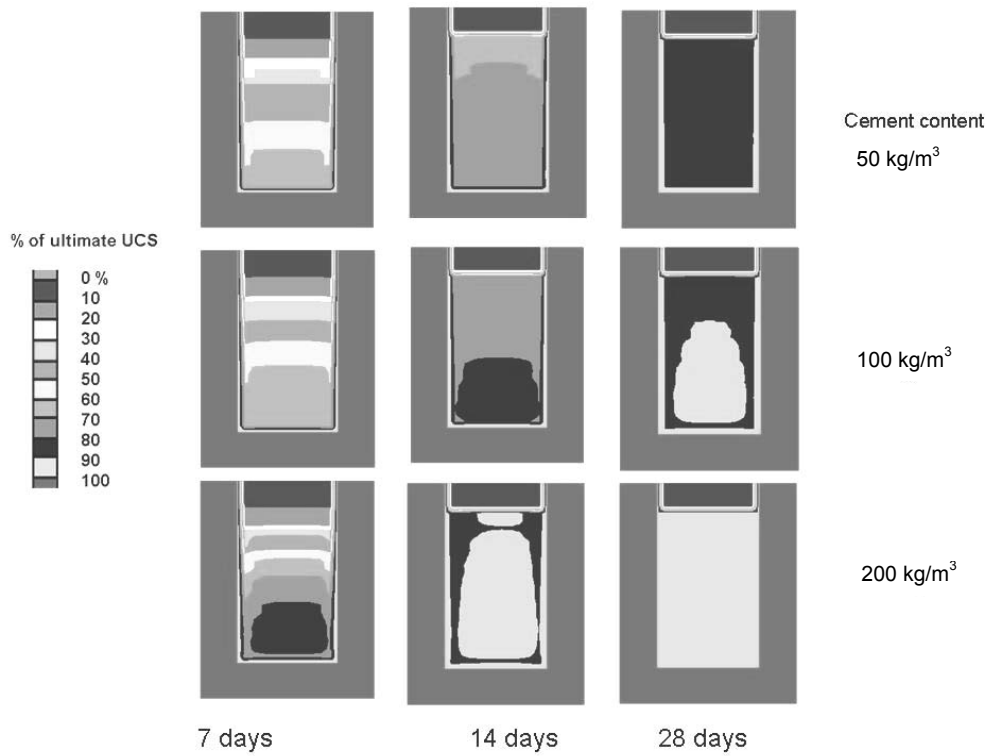 Cement content
50 kg/m³
% of ultimate UCS
0 %
10
20
30
40
50
60
70
80
90
100
100 kg/m³
200 kg/m³
7 days
14 days
28 days